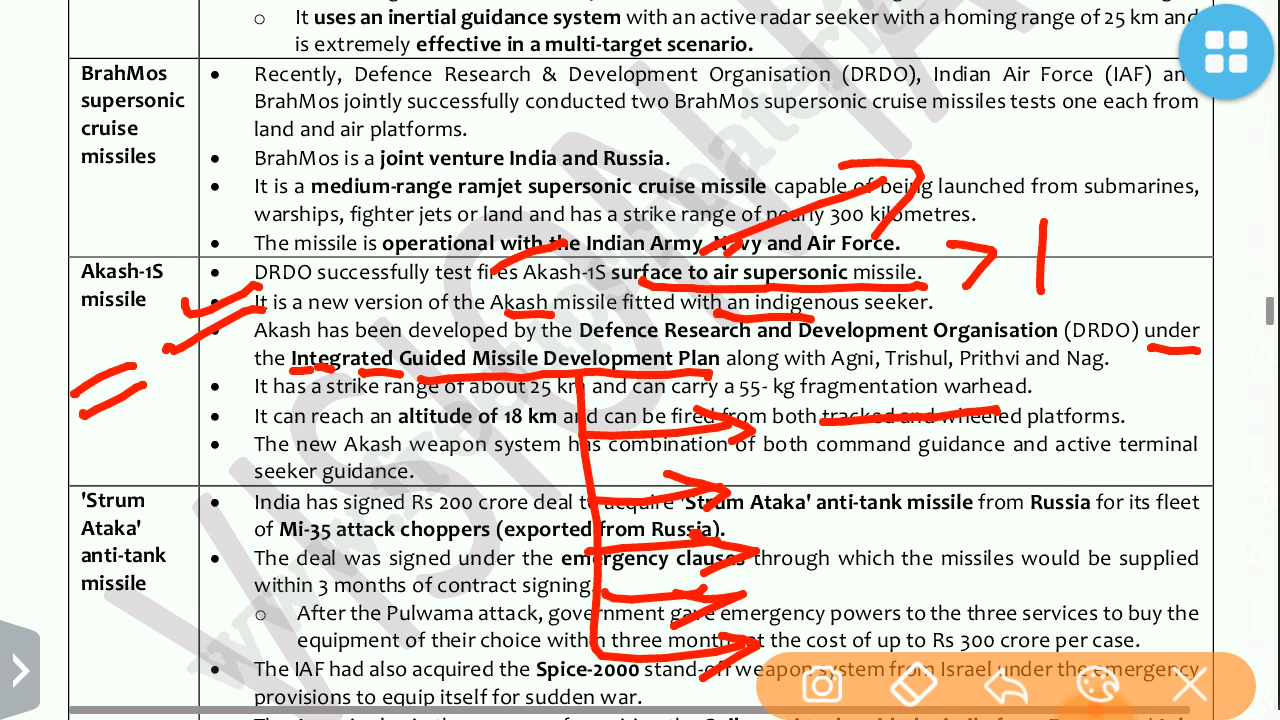 o It uses an inertial guidance system with an active radar seeker with a homing range of 25 km and
is extremely effective in a multi-target scenario.
BrahMos supersonic cruise missiles
• Recently, Defence Research & Development Organisation (DRDO), Indian Air Force (IAF) an
BrahMos jointly successfully conducted two BrahMos supersonic cruise missiles tests one each from
land and air platforms.
• BrahMos is a joint venture India and Russia.
• It is a medium-range ramjet supersonic cruise missile capable of being launched from submarines,
warships, fighter jets or land and has a strike range of nearly 300 kilometres.
• The missile is operational with the Indian Army, Navy and Air Force.
Akash-1S missile
• DRDO successfully test fires Akash-1S surface to air supersonic missile.
• It is a new version of the Akash missile fitted with an indigenous seeker.
• Akash has been developed by the Defence Research and Development Organisation (DRDO) under
the Integrated Guided Missile Development Plan along with Agni, Trishul, Prithvi and Nag.
• It has a strike range of about 25 km and can carry a 55- kg fragmentation warhead.
• It can reach an altitude of 18 km and can be fired from both tracked and wheeled platforms.
• The new Akash weapon system has combination of both command guidance and active terminal
seeker guidance.
'Strum Ataka' anti-tank missile
• India has signed Rs 200 crore deal to acquire 'Strum Ataka' anti-tank missile from Russia for its fleet
of Mi-35 attack choppers (exported from Russia).
• The deal was signed under the emergency clauses through which the missiles would be supplied
within 3 months of contract signing.
o After the Pulwama attack, government gave emergency powers to the three services to buy the
equipment of their choice within three months at the cost of up to Rs 300 crore per case.
• The IAF had also acquired the Spice-2000 stand-off weapon system from Israel under the emergency
provisions to equip itself for sudden war.